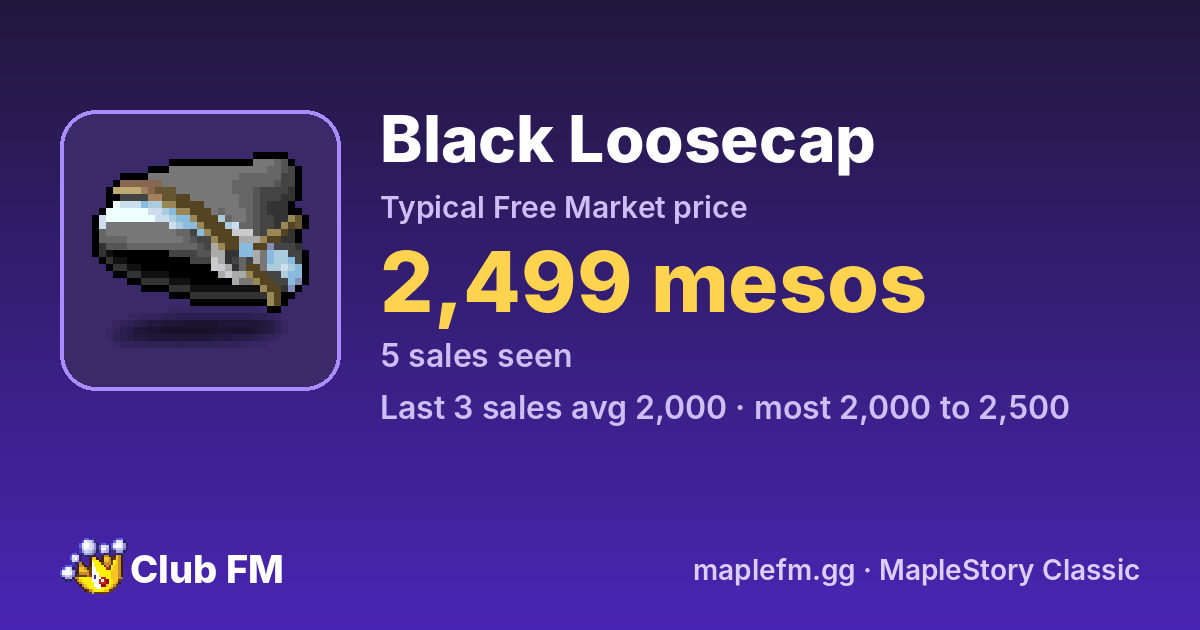 Black Loosecap
Typical Free Market price
2,499 mesos
5 sales seen
Last 3 sales avg 2,000 · most 2,000 to 2,500
Club FM
maplefm.gg · MapleStory Classic